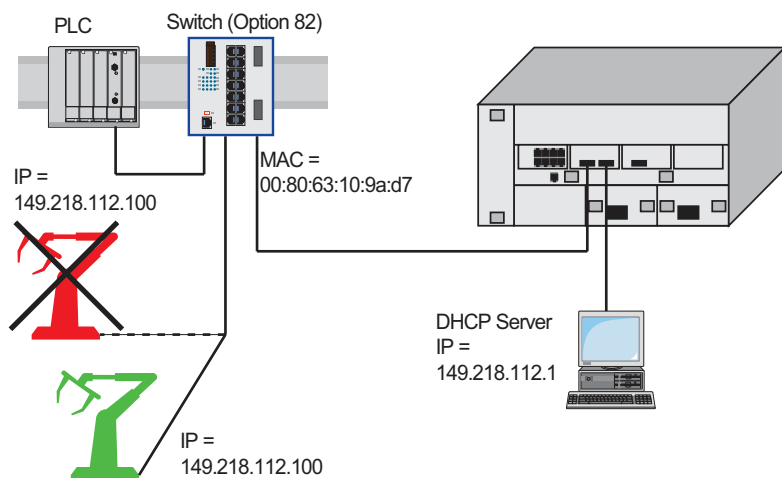 PLC
Switch (Option 82)
IP =
149.218.112.100
MAC =
00:80:63:10:9a:d7
DHCP Server
IP =
149.218.112.1
IP =
149.218.112.100